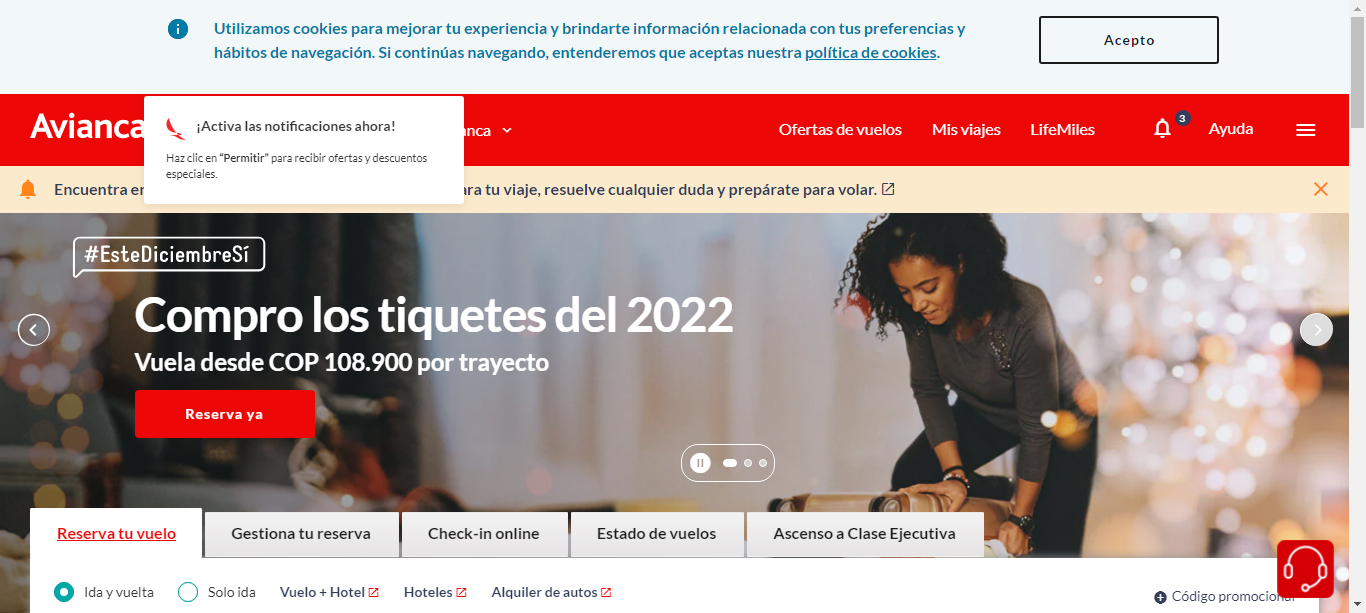 Utilizamos cookies para mejorar tu experiencia y brindarte información relacionada con tus preferencias y
hábitos de navegación. Si continúas navegando, entenderemos que aceptas nuestra política de cookies.
Acepto
Avianca
¡Activa las notificaciones ahora!
Haz clic en “Permitir” para recibir ofertas y descuentos
especiales.
Ofertas de vuelos
Mis viajes
LifeMiles
3
Ayuda
Encuentra
tu viaje, resuelve cualquier duda y prepárate para volar.
#EsteDiciembreSí
Compro los tiquetes del 2022
Vuela desde COP 108.900 por trayecto
Reserva ya
Reserva tu vuelo
Gestiona tu reserva
Check-in online
Estado de vuelos
Ascenso a Clase Ejecutiva
Ida y vuelta
Solo ida
Vuelo + Hotel
Hoteles
Alquiler de autos
Código promocional